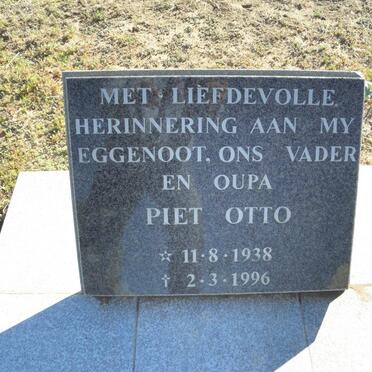 MET LIEFDEVOLLE
HERINNERING AAN MY
EGGENOOT, ONS VADER
EN OUPA
PIET OTTO
☆ 11·8·1938
† 2·3·1996